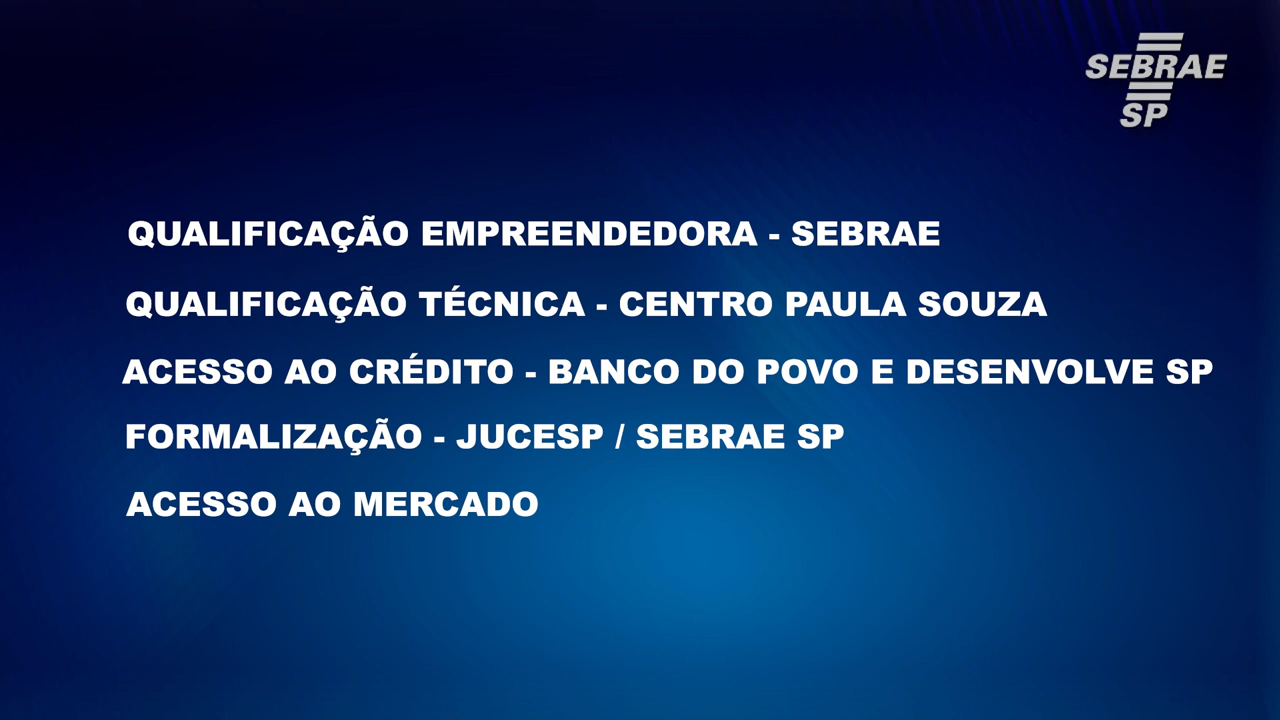 SEBRAE
SP
QUALIFICAÇÃO EMPREENDEDORA - SEBRAE
QUALIFICAÇÃO TÉCNICA - CENTRO PAULA SOUZA
ACESSO AO CRÉDITO - BANCO DO POVO E DESENVOLVE SP
FORMALIZAÇÃO - JUCESP / SEBRAE SP
ACESSO AO MERCADO